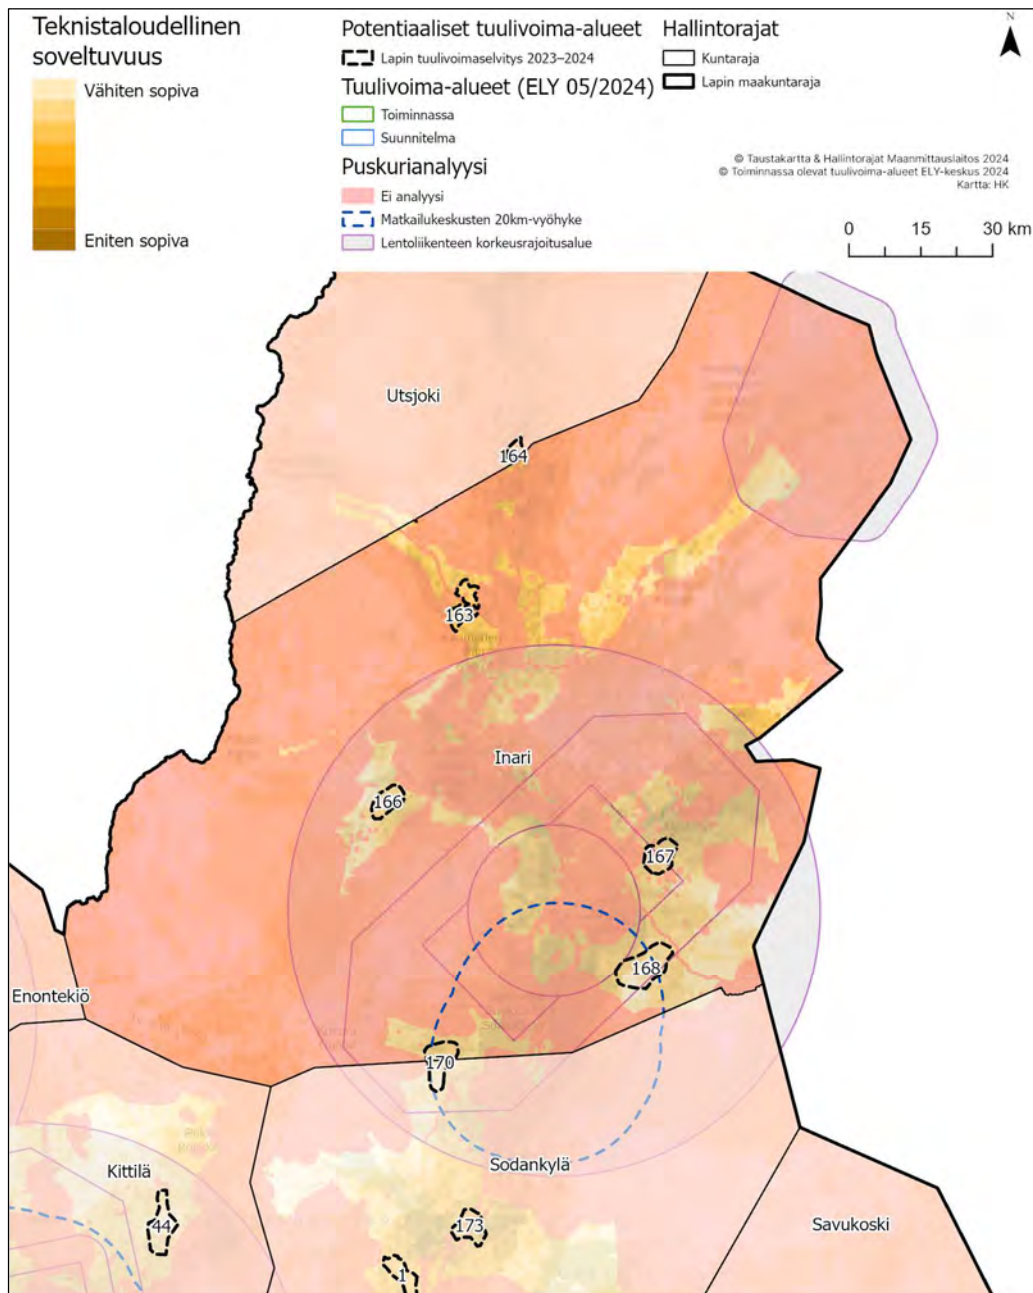 Teknistaloudellinen
soveltuvuus
Vähiten sopiva
Eniten sopiva
Potentiaaliset tuulivoima-alueet
Lapin tuulivoimaselvitys 2023–2024
Tuulivoima-alueet (ELY 05/2024)
Toiminnassa
Suunnitelma
Puskurianalyysi
Ei analyysi
Matkailukeskusten 20km-vyöhyke
Lentoliikenteen korkeusrajoitusalue
Hallintorajat
Kuntaraja
Lapin maakuntaraja
N
© Taustakartta & Hallintorajat Maanmittauslaitos 2024
© Toiminnassa olevat tuulivoima-alueet ELY-keskus 2024
Kartta: HK
0 15 30 km
Utsjoki
164
163
Inari
166
167
168
Enontekiö
170
Kittilä
Sodankylä
44
173
Savukoski
1